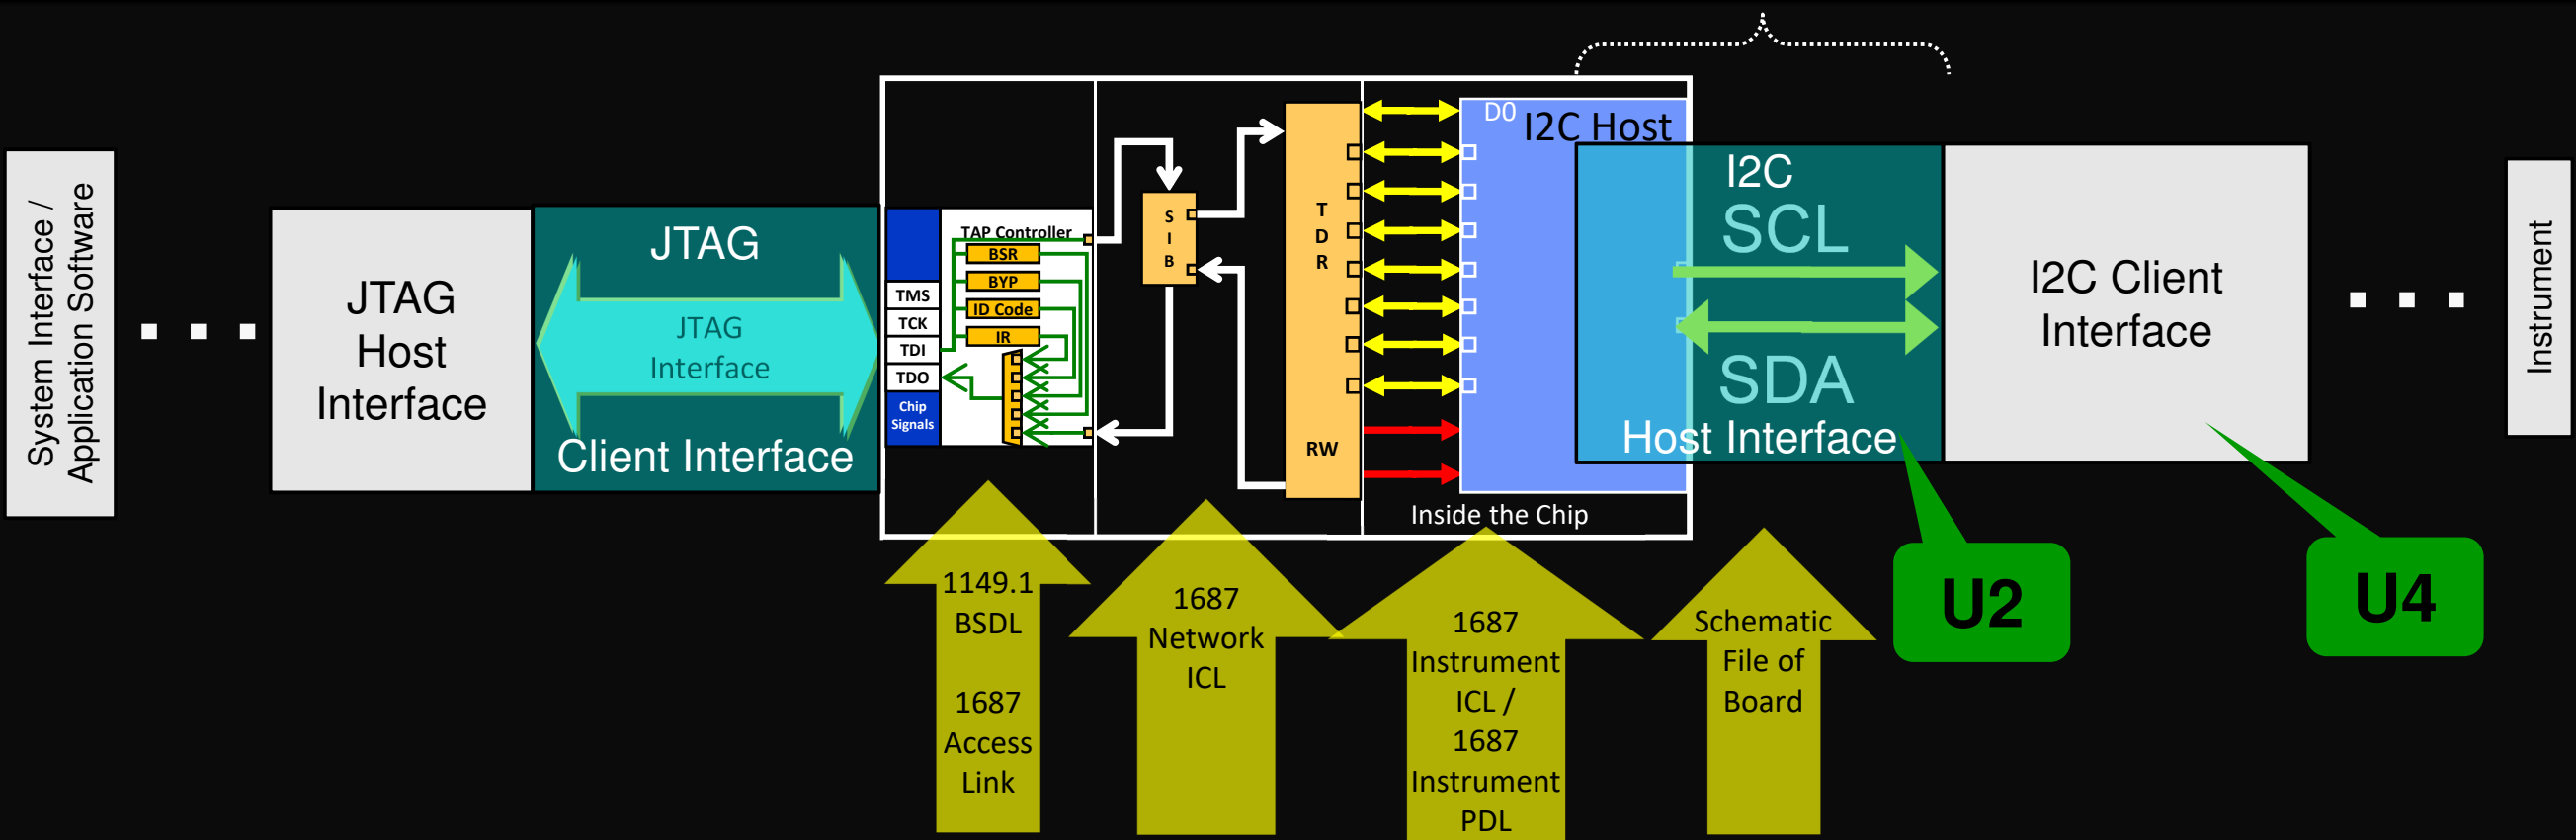 System Interface /
Application Software
JTAG
Host
Interface
JTAG
JTAG
Interface
Client Interface
TMS
TCK
TDI
TDO
Chip
Signals
TAP Controller
BSR
BYP
ID Code
IR
S
I
B
T
D
R
RW
D0
I2C Host
Inside the Chip
I2C
SCL
SDA
Host Interface
I2C Client
Interface
Instrument
1149.1
BSDL
1687
Access
Link
1687
Network
ICL
1687
Instrument
ICL /
1687
Instrument
PDL
Schematic
File of
Board
U2
U4